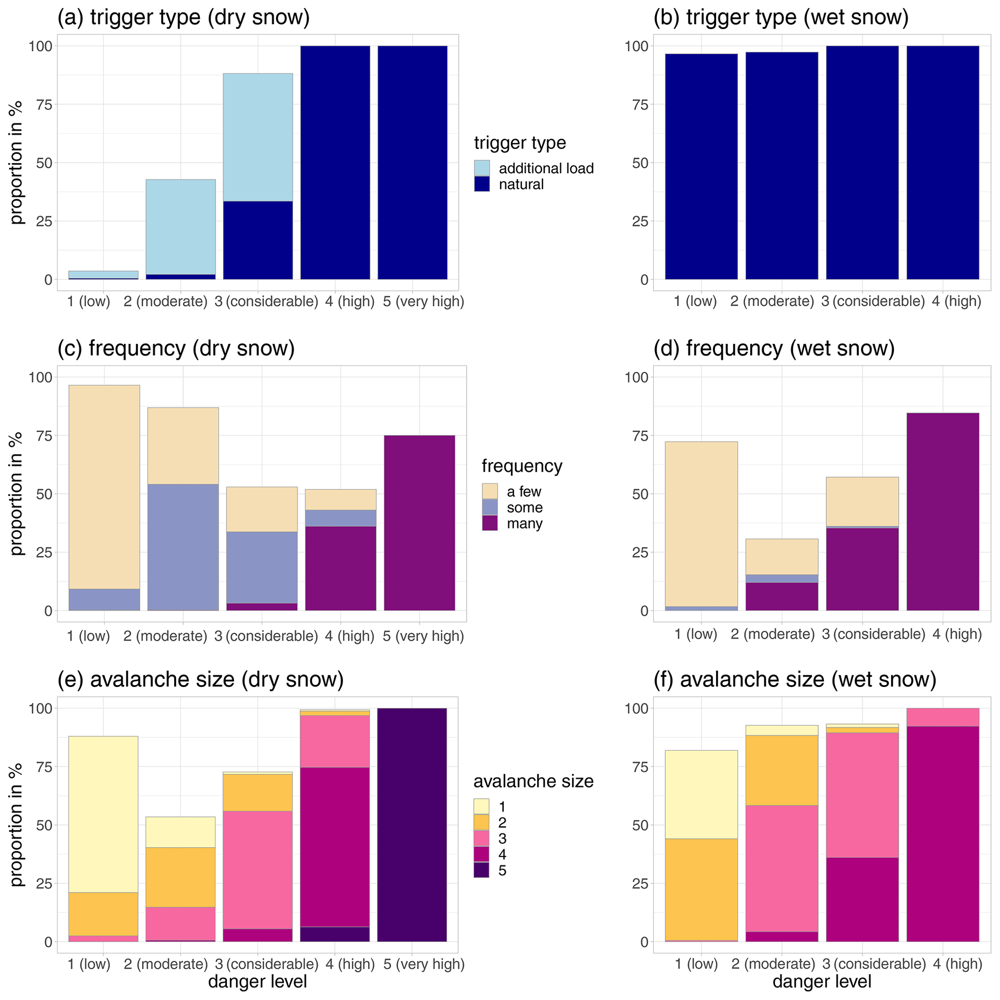 (a) trigger type (dry snow)
proportion in %
100
75
50
25
0
1 (low) 2 (moderate) 3 (considerable) 4 (high) 5 (very high)
trigger type
additional load
natural
(b) trigger type (wet snow)
100
75
50
25
0
1 (low) 2 (moderate) 3 (considerable) 4 (high)
(c) frequency (dry snow)
proportion in %
100
75
50
25
0
1 (low) 2 (moderate) 3 (considerable) 4 (high) 5 (very high)
frequency
a few
some
many
(d) frequency (wet snow)
100
75
50
25
0
1 (low) 2 (moderate) 3 (considerable) 4 (high)
(e) avalanche size (dry snow)
proportion in %
100
75
50
25
0
1 (low) 2 (moderate) 3 (considerable) 4 (high) 5 (very high)
danger level
avalanche size
1
2
3
4
5
(f) avalanche size (wet snow)
100
75
50
25
0
1 (low) 2 (moderate) 3 (considerable) 4 (high)
danger level